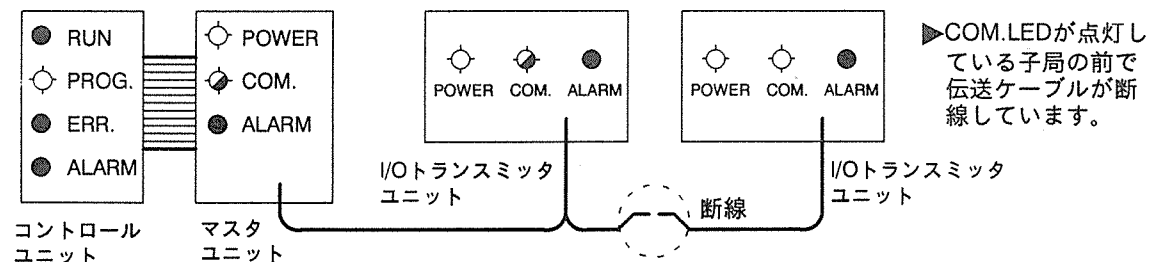 RUN
PROG.
ERR.
ALARM
コントロール
ユニット
POWER
COM.
ALARM
マスタ
ユニット
POWER COM. ALARM
I/Oトランスミッタ
ユニット
断線
POWER COM. ALARM
I/Oトランスミッタ
ユニット
▶COM.LEDが点灯し
ている子局の前で
伝送ケーブルが断
線しています。